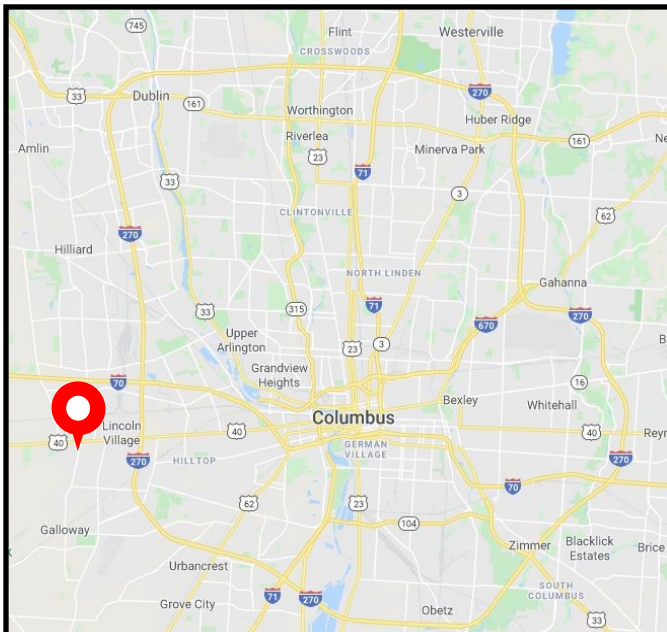 745
Flint
Westerville
CROSSWOODS
33
Dublin
270
161
Worthington
Huber Ridge
Riverlea
161
Amlin
23
Minerva Park
71
33
3
62
CLINTONVILLE
270
Hilliard
NORTH LINDEN
Gahanna
71
315
33
270
670
Upper
Arlington
3
23
Grandview
Heights
70
16
Bexley
Whitehall
Columbus
Lincoln
Village
40
40
40
GERMAN
VILLAGE
270
HILLTOP
270
70
62
23
104
Galloway
Zimmer
Blacklick
Estates
Brice
Urbancrest
SOUTH
COLUMBUS
71
270
Grove City
Obetz
33